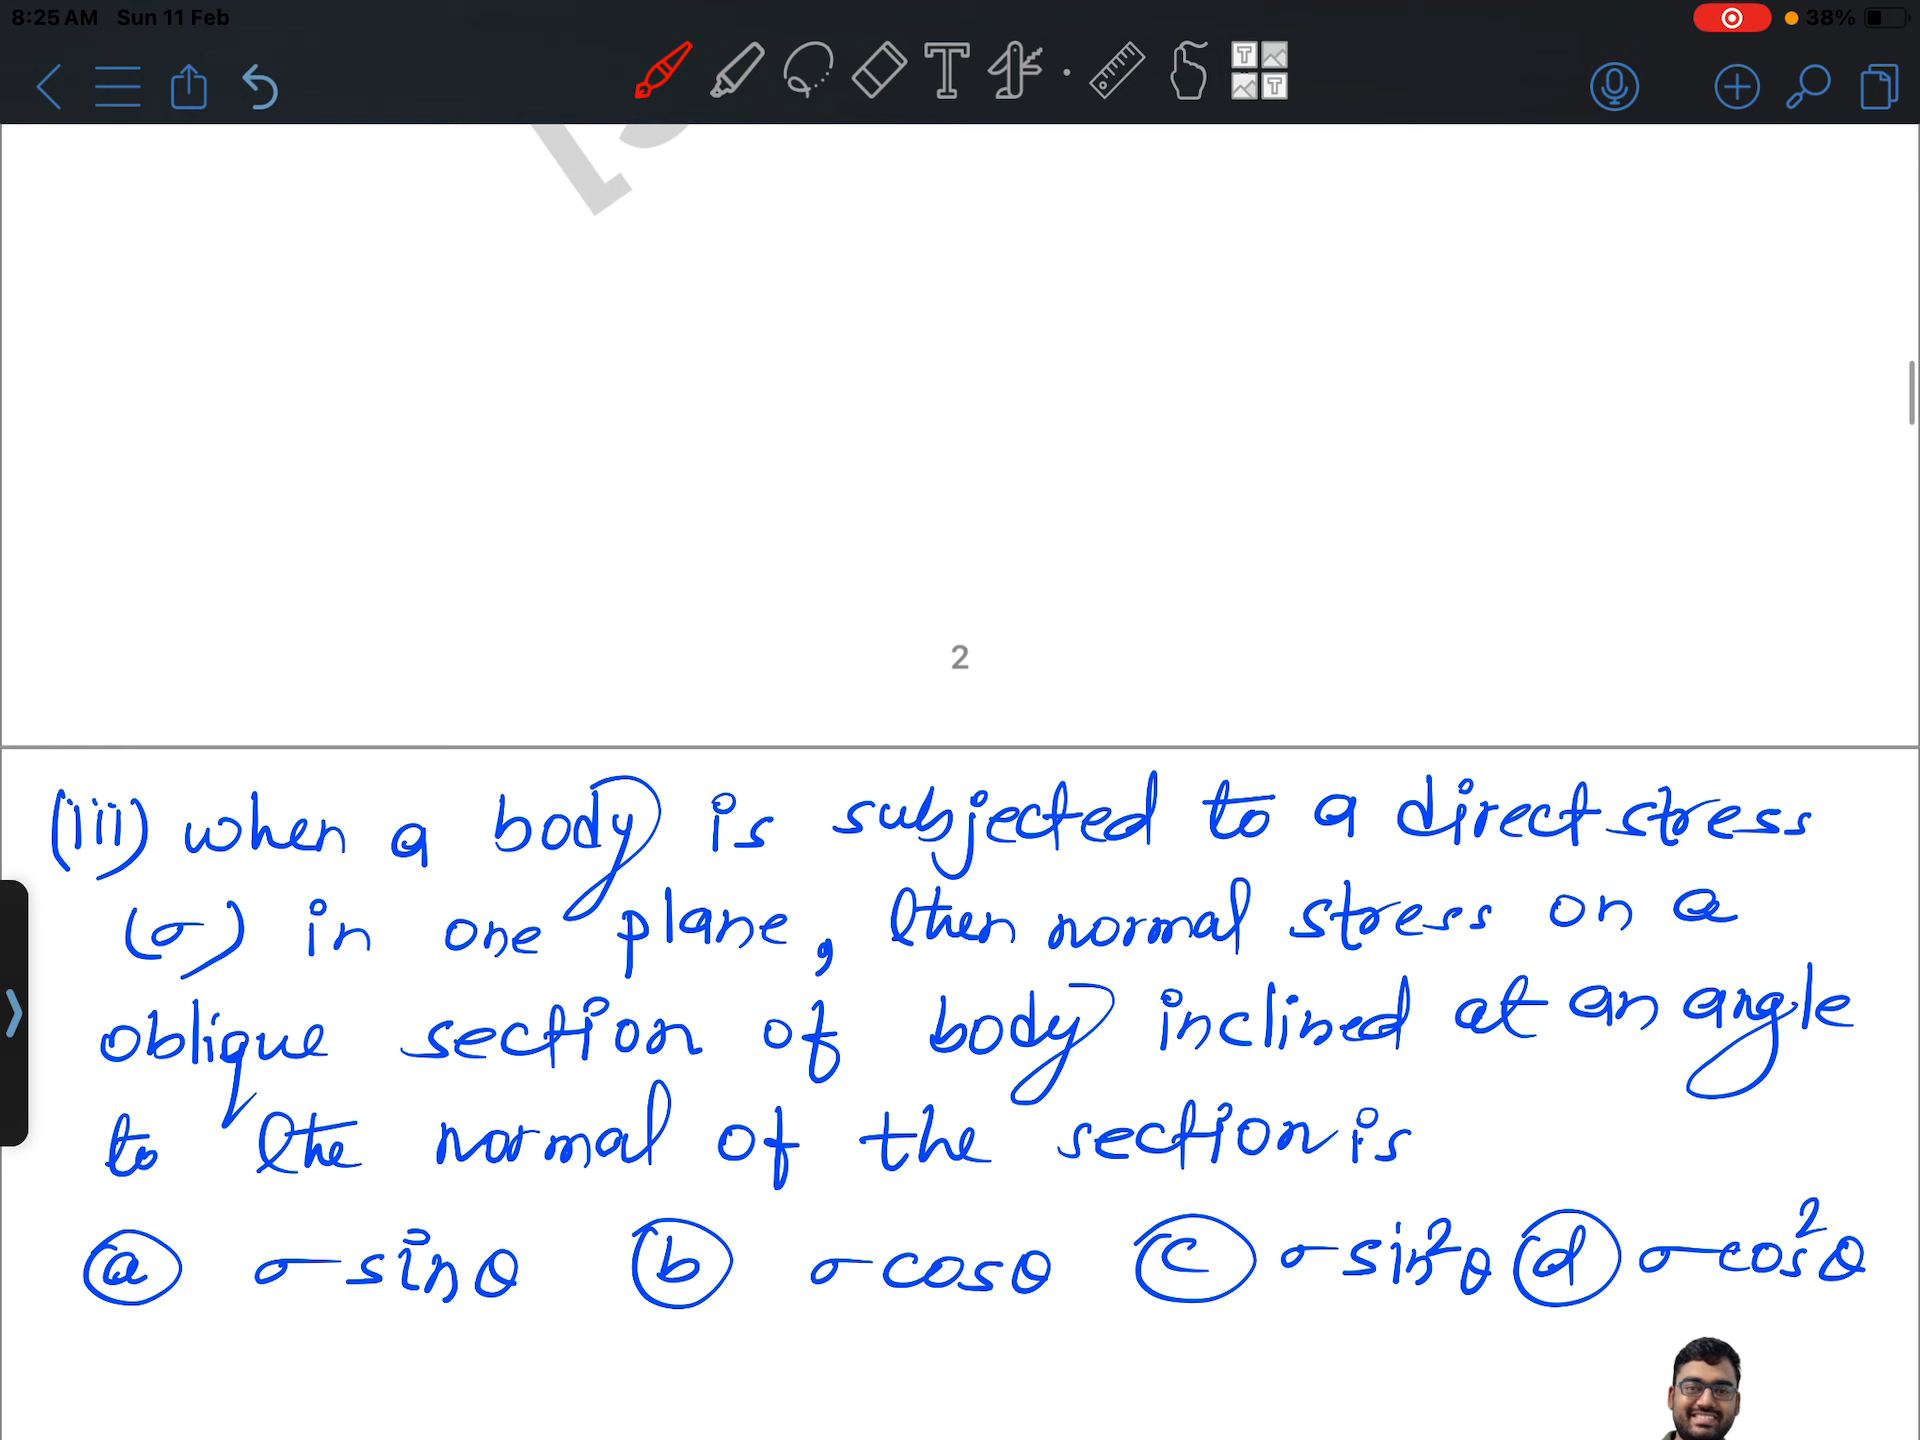 8:25 AM Sun 11 Feb
38%
2
(iii) when a body is subjected to a direct stress
(σ) in one plane, then normal stress on a
oblique section of body inclined at an angle
to the normal of the section is
(a) σ sinθ (b) σ cosθ (c) σ sin²θ (d) σ cos²θ